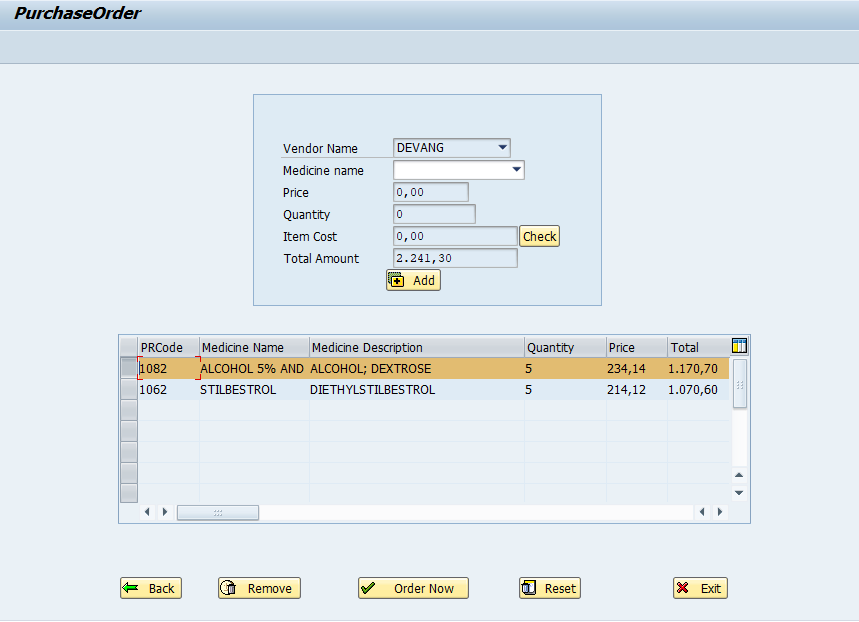 PurchaseOrder
Vendor Name DEVANG
Medicine name
Price 0,00
Quantity 0
Item Cost 0,00 Check
Total Amount 2.241,30
Add
PRCode Medicine Name Medicine Description Quantity Price Total
1082 ALCOHOL 5% AND ALCOHOL; DEXTROSE 5 234,14 1.170,70
1062 STILBESTROL DIETHYLSTILBESTROL 5 214,12 1.070,60
Back Remove Order Now Reset Exit